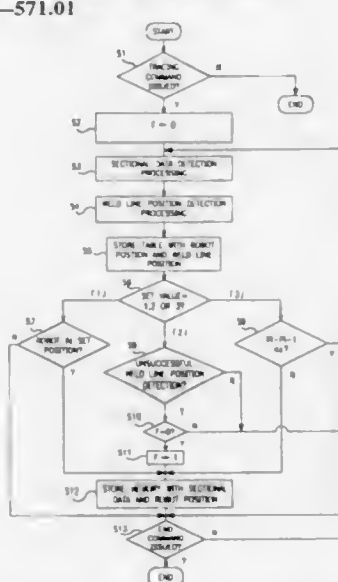 —571.01
START
S1
TRACING
COMMAND
ISSUED?
N
Y
END
S2
F ← 0
S3
SECTIONAL DATA DETECTION
PROCESSING
S4
WELD LINE POSITION DETECTION
PROCESSING
S5
STORE TABLE WITH ROBOT
POSITION AND WELD LINE
POSITION
S6
SET VALUE=
1,2 OR 3?
(1)
(2)
(3)
S7
ROBOT IN SET
POSITION?
N
Y
S8
UNSUCCESSFUL
WELD LINE POSITION
DETECTION?
N
Y
S9
Y
N
S10
F=0?
N
Y
S11
F ← 1
S12
STORE MEMORY WITH SECTIONAL
DATA AND ROBOT POSITION
S13
END
COMMAND
ISSUED?
N
Y
END